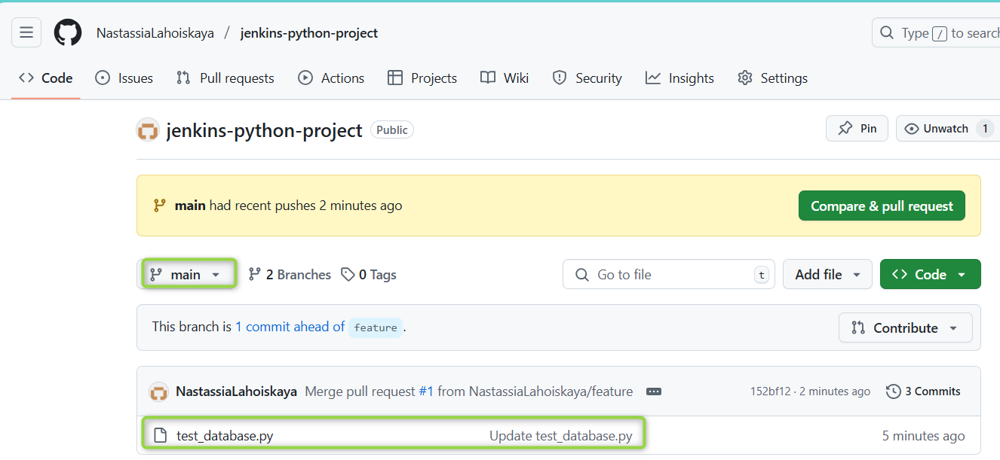 NastassiaLahoiskaya / jenkins-python-project Type / to search
Code Issues Pull requests Actions Projects Wiki Security Insights Settings
jenkins-python-project Public Pin Unwatch 1
main had recent pushes 2 minutes ago Compare & pull request
main 2 Branches 0 Tags Go to file t Add file Code
This branch is 1 commit ahead of feature . Contribute
NastassiaLahoiskaya Merge pull request #1 from NastassiaLahoiskaya/feature 152bf12 · 2 minutes ago 3 Commits
test_database.py Update test_database.py 5 minutes ago